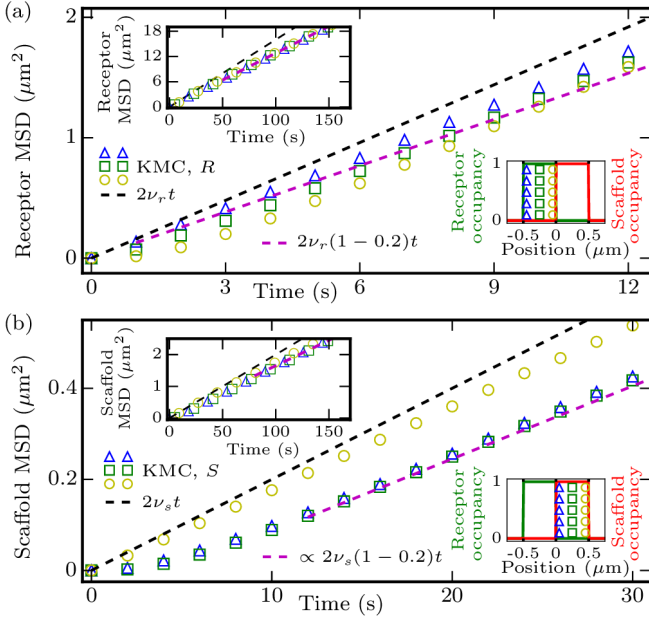 (a)
Receptor MSD (μm²)
2
1
0
Receptor
MSD (μm²)
18
12
6
0
0 50 100 150
Time (s)
KMC, R
2ν_r t
2ν_r(1 − 0.2)t
Receptor
occupancy
1
0
Scaffold
occupancy
-0.5 0 0.5
Position (μm)
0 3 6 9 12
Time (s)
(b)
Scaffold MSD (μm²)
0.4
0.2
0
Scaffold
MSD (μm²)
2
1
0
0 50 100 150
Time (s)
KMC, S
2ν_s t
∝ 2ν_s(1 − 0.2)t
Receptor
occupancy
1
0
Scaffold
occupancy
-0.5 0 0.5
Position (μm)
0 10 20 30
Time (s)